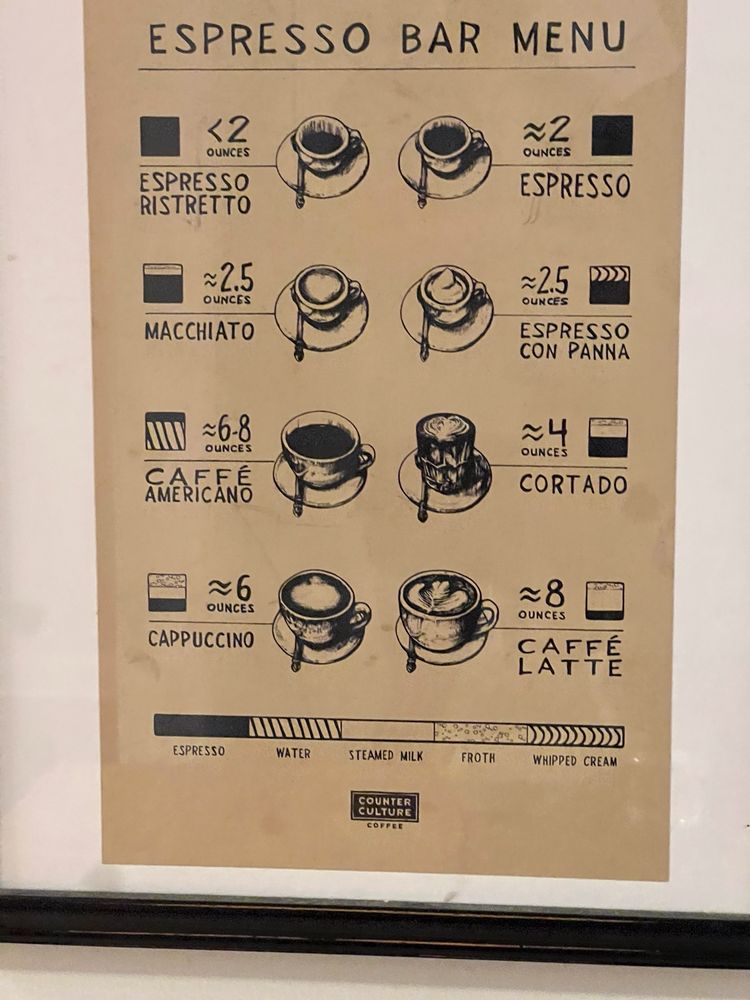 ESPRESSO BAR MENU
<2
OUNCES
ESPRESSO
RISTRETTO
≈2
OUNCES
ESPRESSO
≈2.5
OUNCES
MACCHIATO
≈2.5
OUNCES
ESPRESSO
CON PANNA
≈6-8
OUNCES
CAFFÉ
AMERICANO
≈4
OUNCES
CORTADO
≈6
OUNCES
CAPPUCCINO
≈8
OUNCES
CAFFÉ
LATTE
ESPRESSO WATER STEAMED MILK FROTH WHIPPED CREAM
COUNTER
CULTURE
COFFEE